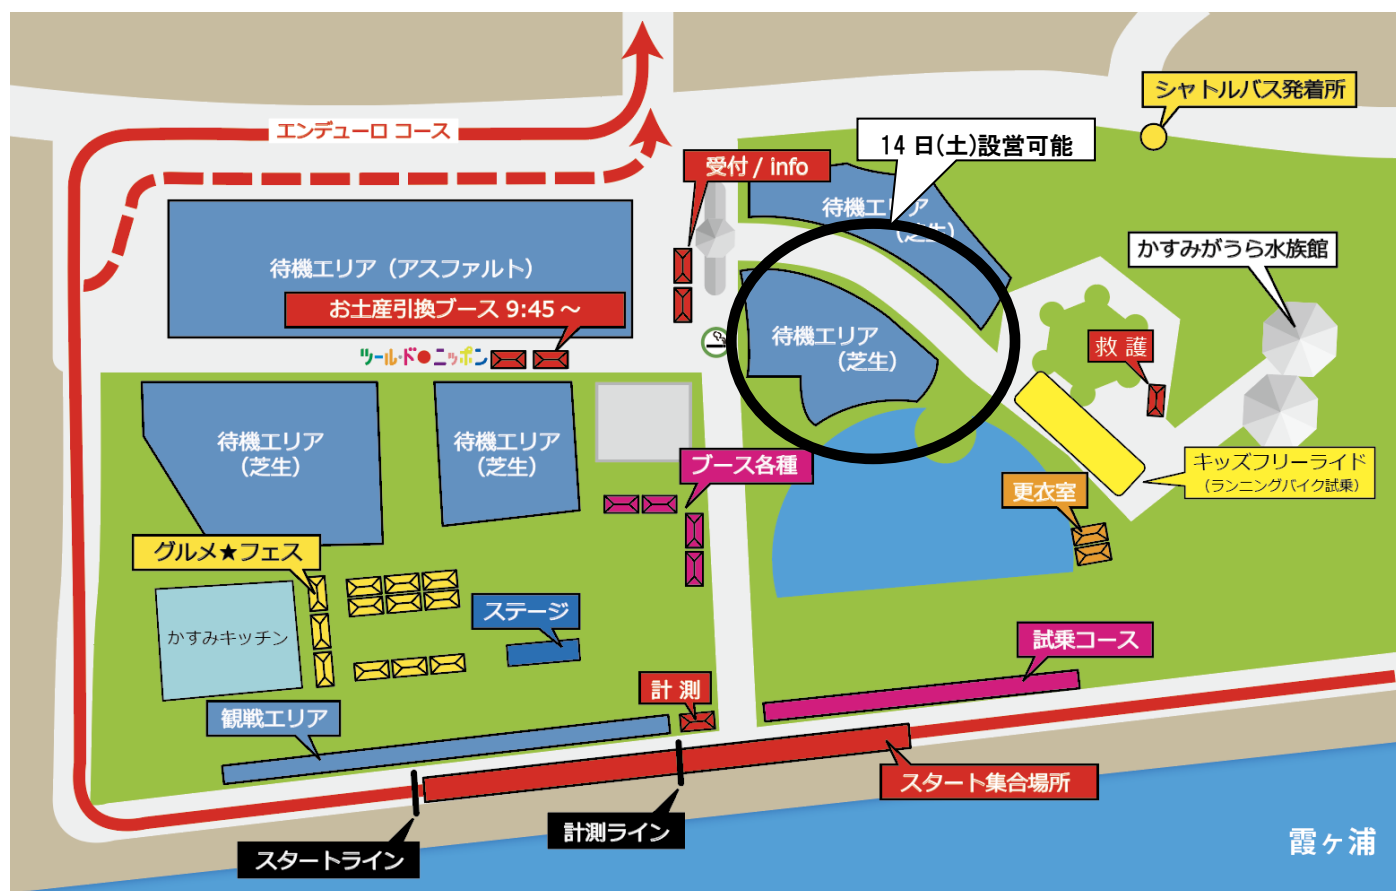 シャトルバス発着所
エンデューロ コース
14 日(土)設営可能
受付 / info
待機エリア
(芝生)
かすみがうら水族館
待機エリア (アスファルト)
お土産引換ブース 9:45 ~
待機エリア
(芝生)
救 護
ツール・ド●ニッポン
待機エリア
(芝生)
待機エリア
(芝生)
ブース各種
キッズフリーライド
(ランニングバイク試乗)
更衣室
グルメ★フェス
ステージ
かすみキッチン
試乗コース
計 測
観戦エリア
スタート集合場所
計測ライン
スタートライン
霞ヶ浦